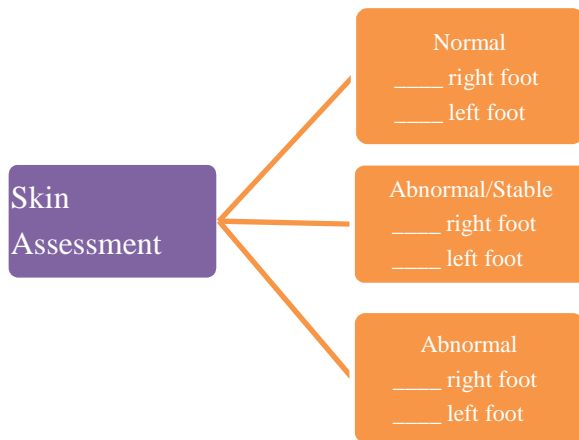 Skin
Assessment
Normal
____ right foot
____ left foot
Abnormal/Stable
____ right foot
____ left foot
Abnormal
____ right foot
____ left foot